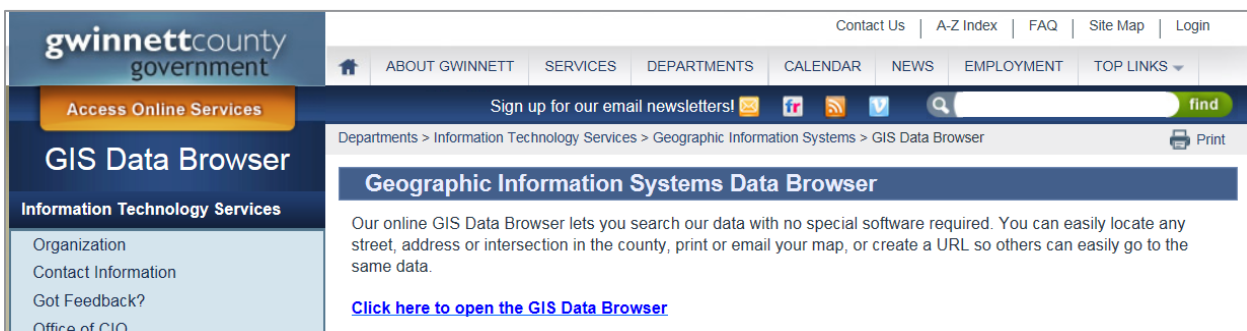 gwinnettcounty
government
Contact Us | A-Z Index | FAQ | Site Map | Login
ABOUT GWINNETT SERVICES DEPARTMENTS CALENDAR NEWS EMPLOYMENT TOP LINKS
Access Online Services
Sign up for our email newsletters!
fr
find
GIS Data Browser
Departments > Information Technology Services > Geographic Information Systems > GIS Data Browser
Print
Geographic Information Systems Data Browser
Information Technology Services
Organization
Contact Information
Got Feedback?
Office of CIO
Our online GIS Data Browser lets you search our data with no special software required. You can easily locate any
street, address or intersection in the county, print or email your map, or create a URL so others can easily go to the
same data.
Click here to open the GIS Data Browser